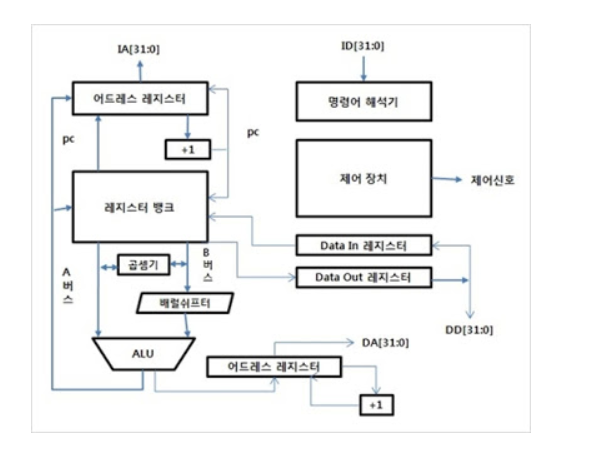 IA[31:0]
ID[31:0]
어드레스 레지스터
명령어 해석기
pc
+1
pc
제어 장치
제어신호
레지스터 뱅크
Data In 레지스터
Data Out 레지스터
곱셈기
A
버
스
B
버
스
배럴쉬프터
DD[31:0]
ALU
DA[31:0]
어드레스 레지스터
+1